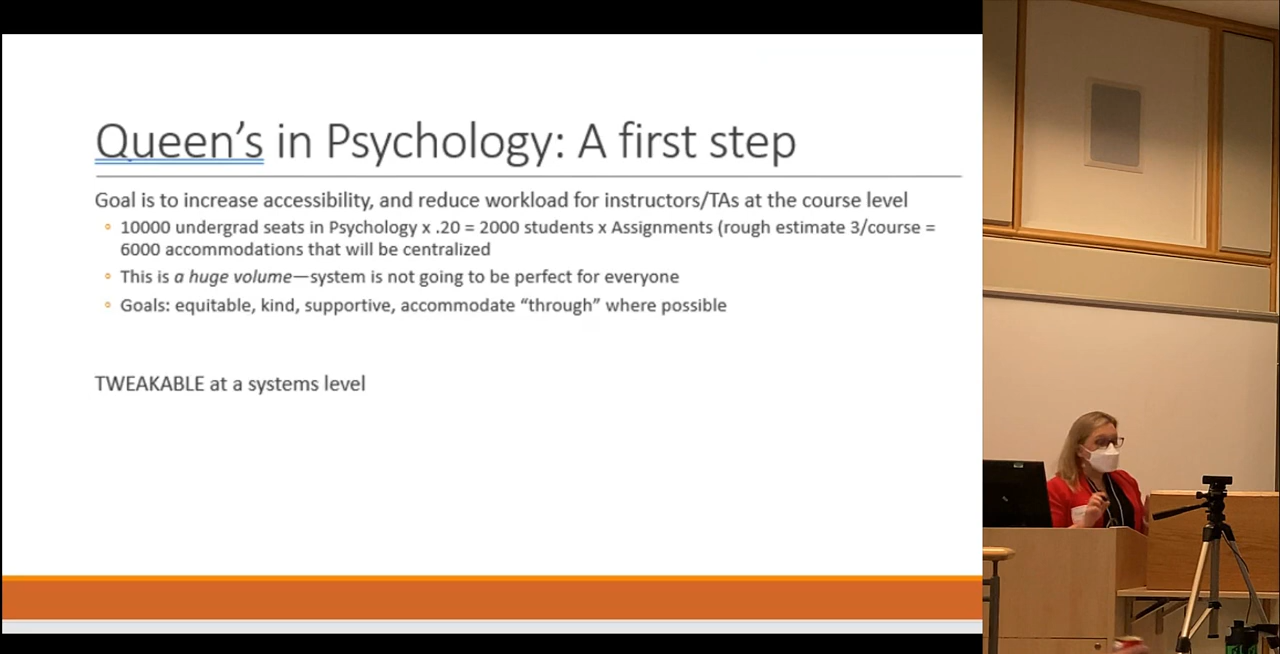 Queen's in Psychology: A first step
Goal is to increase accessibility, and reduce workload for instructors/TAs at the course level
10000 undergrad seats in Psychology x .20 = 2000 students x Assignments (rough estimate 3/course =
6000 accommodations that will be centralized
This is a huge volume—system is not going to be perfect for everyone
Goals: equitable, kind, supportive, accommodate “through” where possible
TWEAKABLE at a systems level